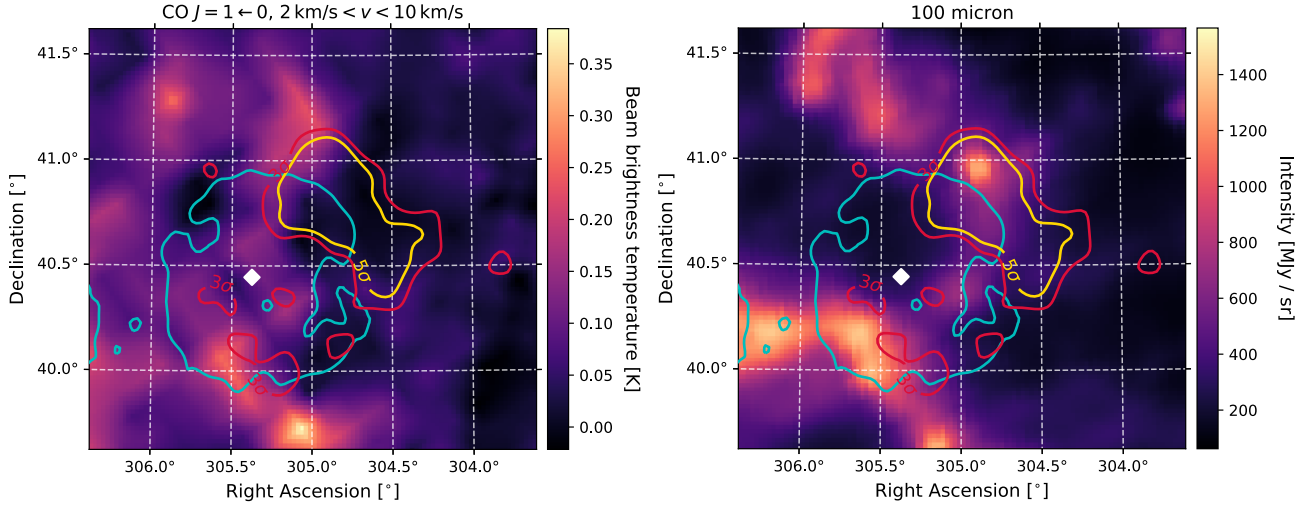 CO J = 1 ← 0, 2 km/s < v < 10 km/s
41.5°
41.0°
40.5°
40.0°
Declination [°]
306.0° 305.5° 305.0° 304.5° 304.0°
Right Ascension [°]
3σ
3σ
3σ
5σ
0.35
0.30
0.25
0.20
0.15
0.10
0.05
0.00
Beam brightness temperature [K]
100 micron
41.5°
41.0°
40.5°
40.0°
Declination [°]
306.0° 305.5° 305.0° 304.5° 304.0°
Right Ascension [°]
3σ
3σ
3σ
5σ
1400
1200
1000
800
600
400
200
Intensity [MJy / sr]